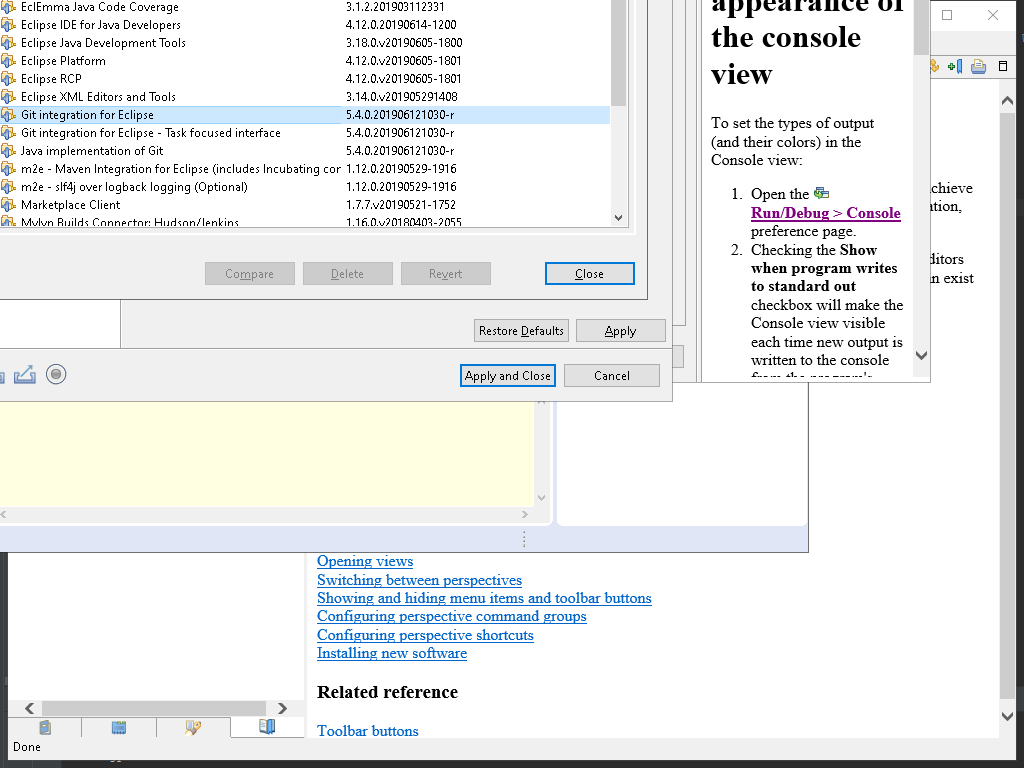 EclEmma Java Code Coverage 3.1.2.201903112331
Eclipse IDE for Java Developers 4.12.0.20190614-1200
Eclipse Java Development Tools 3.18.0.v20190605-1800
Eclipse Platform 4.12.0.v20190605-1801
Eclipse RCP 4.12.0.v20190605-1801
Eclipse XML Editors and Tools 3.14.0.v201905291408
Git integration for Eclipse 5.4.0.201906121030-r
Git integration for Eclipse - Task focused interface 5.4.0.201906121030-r
Java implementation of Git 5.4.0.201906121030-r
m2e - Maven Integration for Eclipse (includes Incubating cor 1.12.0.20190529-1916
m2e - slf4j over logback logging (Optional) 1.12.0.20190529-1916
Marketplace Client 1.7.7.v20190521-1752
Mylyn Builds Connector: Hudson/Jenkins 1.16.0.v20180403-2055
Compare
Delete
Revert
Close
Restore Defaults
Apply
Apply and Close
Cancel
appearance of
the console
view
To set the types of output
(and their colors) in the
Console view:
1. Open the
Run/Debug > Console
preference page.
2. Checking the Show
when program writes
to standard out
checkbox will make the
Console view visible
each time new output is
written to the console
from the program's
achieve
ation,
ditors
n exist
Opening views
Switching between perspectives
Showing and hiding menu items and toolbar buttons
Configuring perspective command groups
Configuring perspective shortcuts
Installing new software
Related reference
Toolbar buttons
Done